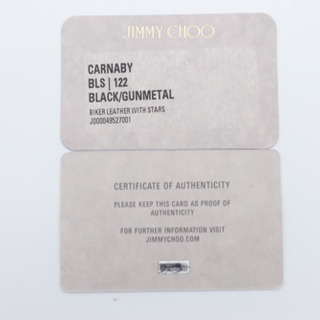 JIMMY CHOO
CARNABY
BLS | 122
BLACK/GUNMETAL
BIKER LEATHER WITH STARS
J000049527001
CERTIFICATE OF AUTHENTICITY
PLEASE KEEP THIS CARD AS PROOF OF
AUTHENTICITY
FOR FURTHER INFORMATION VISIT
JIMMYCHOO.COM